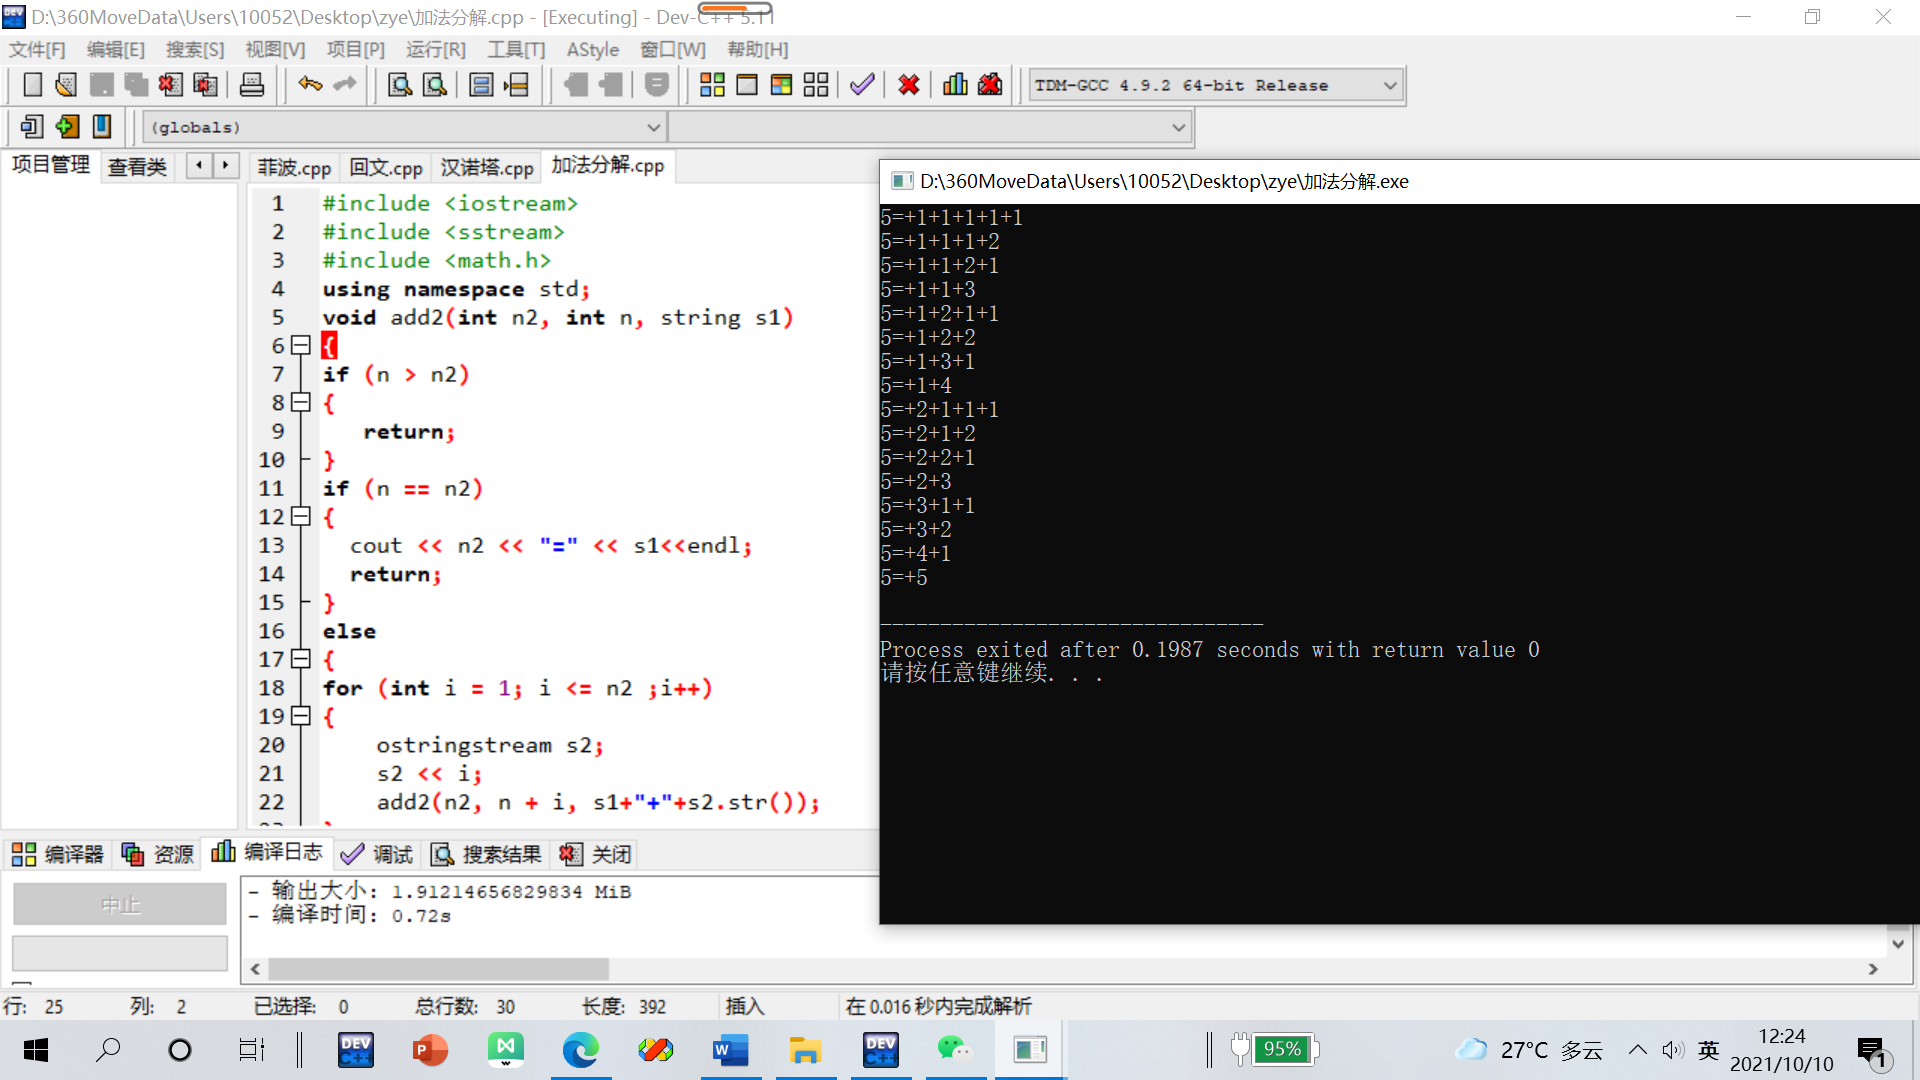 D:\360MoveData\Users\10052\Desktop\zye\加法分解.cpp - [Executing] - Dev-C++ 5.11
文件[F] 编辑[E] 搜索[S] 视图[V] 项目[P] 运行[R] 工具[T] AStyle 窗口[W] 帮助[H]
TDM-GCC 4.9.2 64-bit Release
(globals)
项目管理 查看类
菲波.cpp 回文.cpp 汉诺塔.cpp 加法分解.cpp
1 #include <iostream>
2 #include <sstream>
3 #include <math.h>
4 using namespace std;
5 void add2(int n2, int n, string s1)
6 {
7 if (n > n2)
8 {
9 return;
10 }
11 if (n == n2)
12 {
13 cout << n2 << "=" << s1<<endl;
14 return;
15 }
16 else
17 {
18 for (int i = 1; i <= n2 ;i++)
19 {
20 ostringstream s2;
21 s2 << i;
22 add2(n2, n + i, s1+"+"+s2.str());
D:\360MoveData\Users\10052\Desktop\zye\加法分解.exe
5=+1+1+1+1+1
5=+1+1+1+2
5=+1+1+2+1
5=+1+1+3
5=+1+2+1+1
5=+1+2+2
5=+1+3+1
5=+1+4
5=+2+1+1+1
5=+2+1+2
5=+2+2+1
5=+2+3
5=+3+1+1
5=+3+2
5=+4+1
5=+5
--------------------------------
Process exited after 0.1987 seconds with return value 0
请按任意键继续. . .
编译器 资源 编译日志 调试 搜索结果 关闭
中止
- 输出大小: 1.91214656829834 MiB
- 编译时间: 0.72s
行: 25 列: 2 已选择: 0 总行数: 30 长度: 392 插入 在 0.016 秒内完成解析
DEV C++ P W DEV C++ 95% 27°C 多云 英 12:24
2021/10/10
1